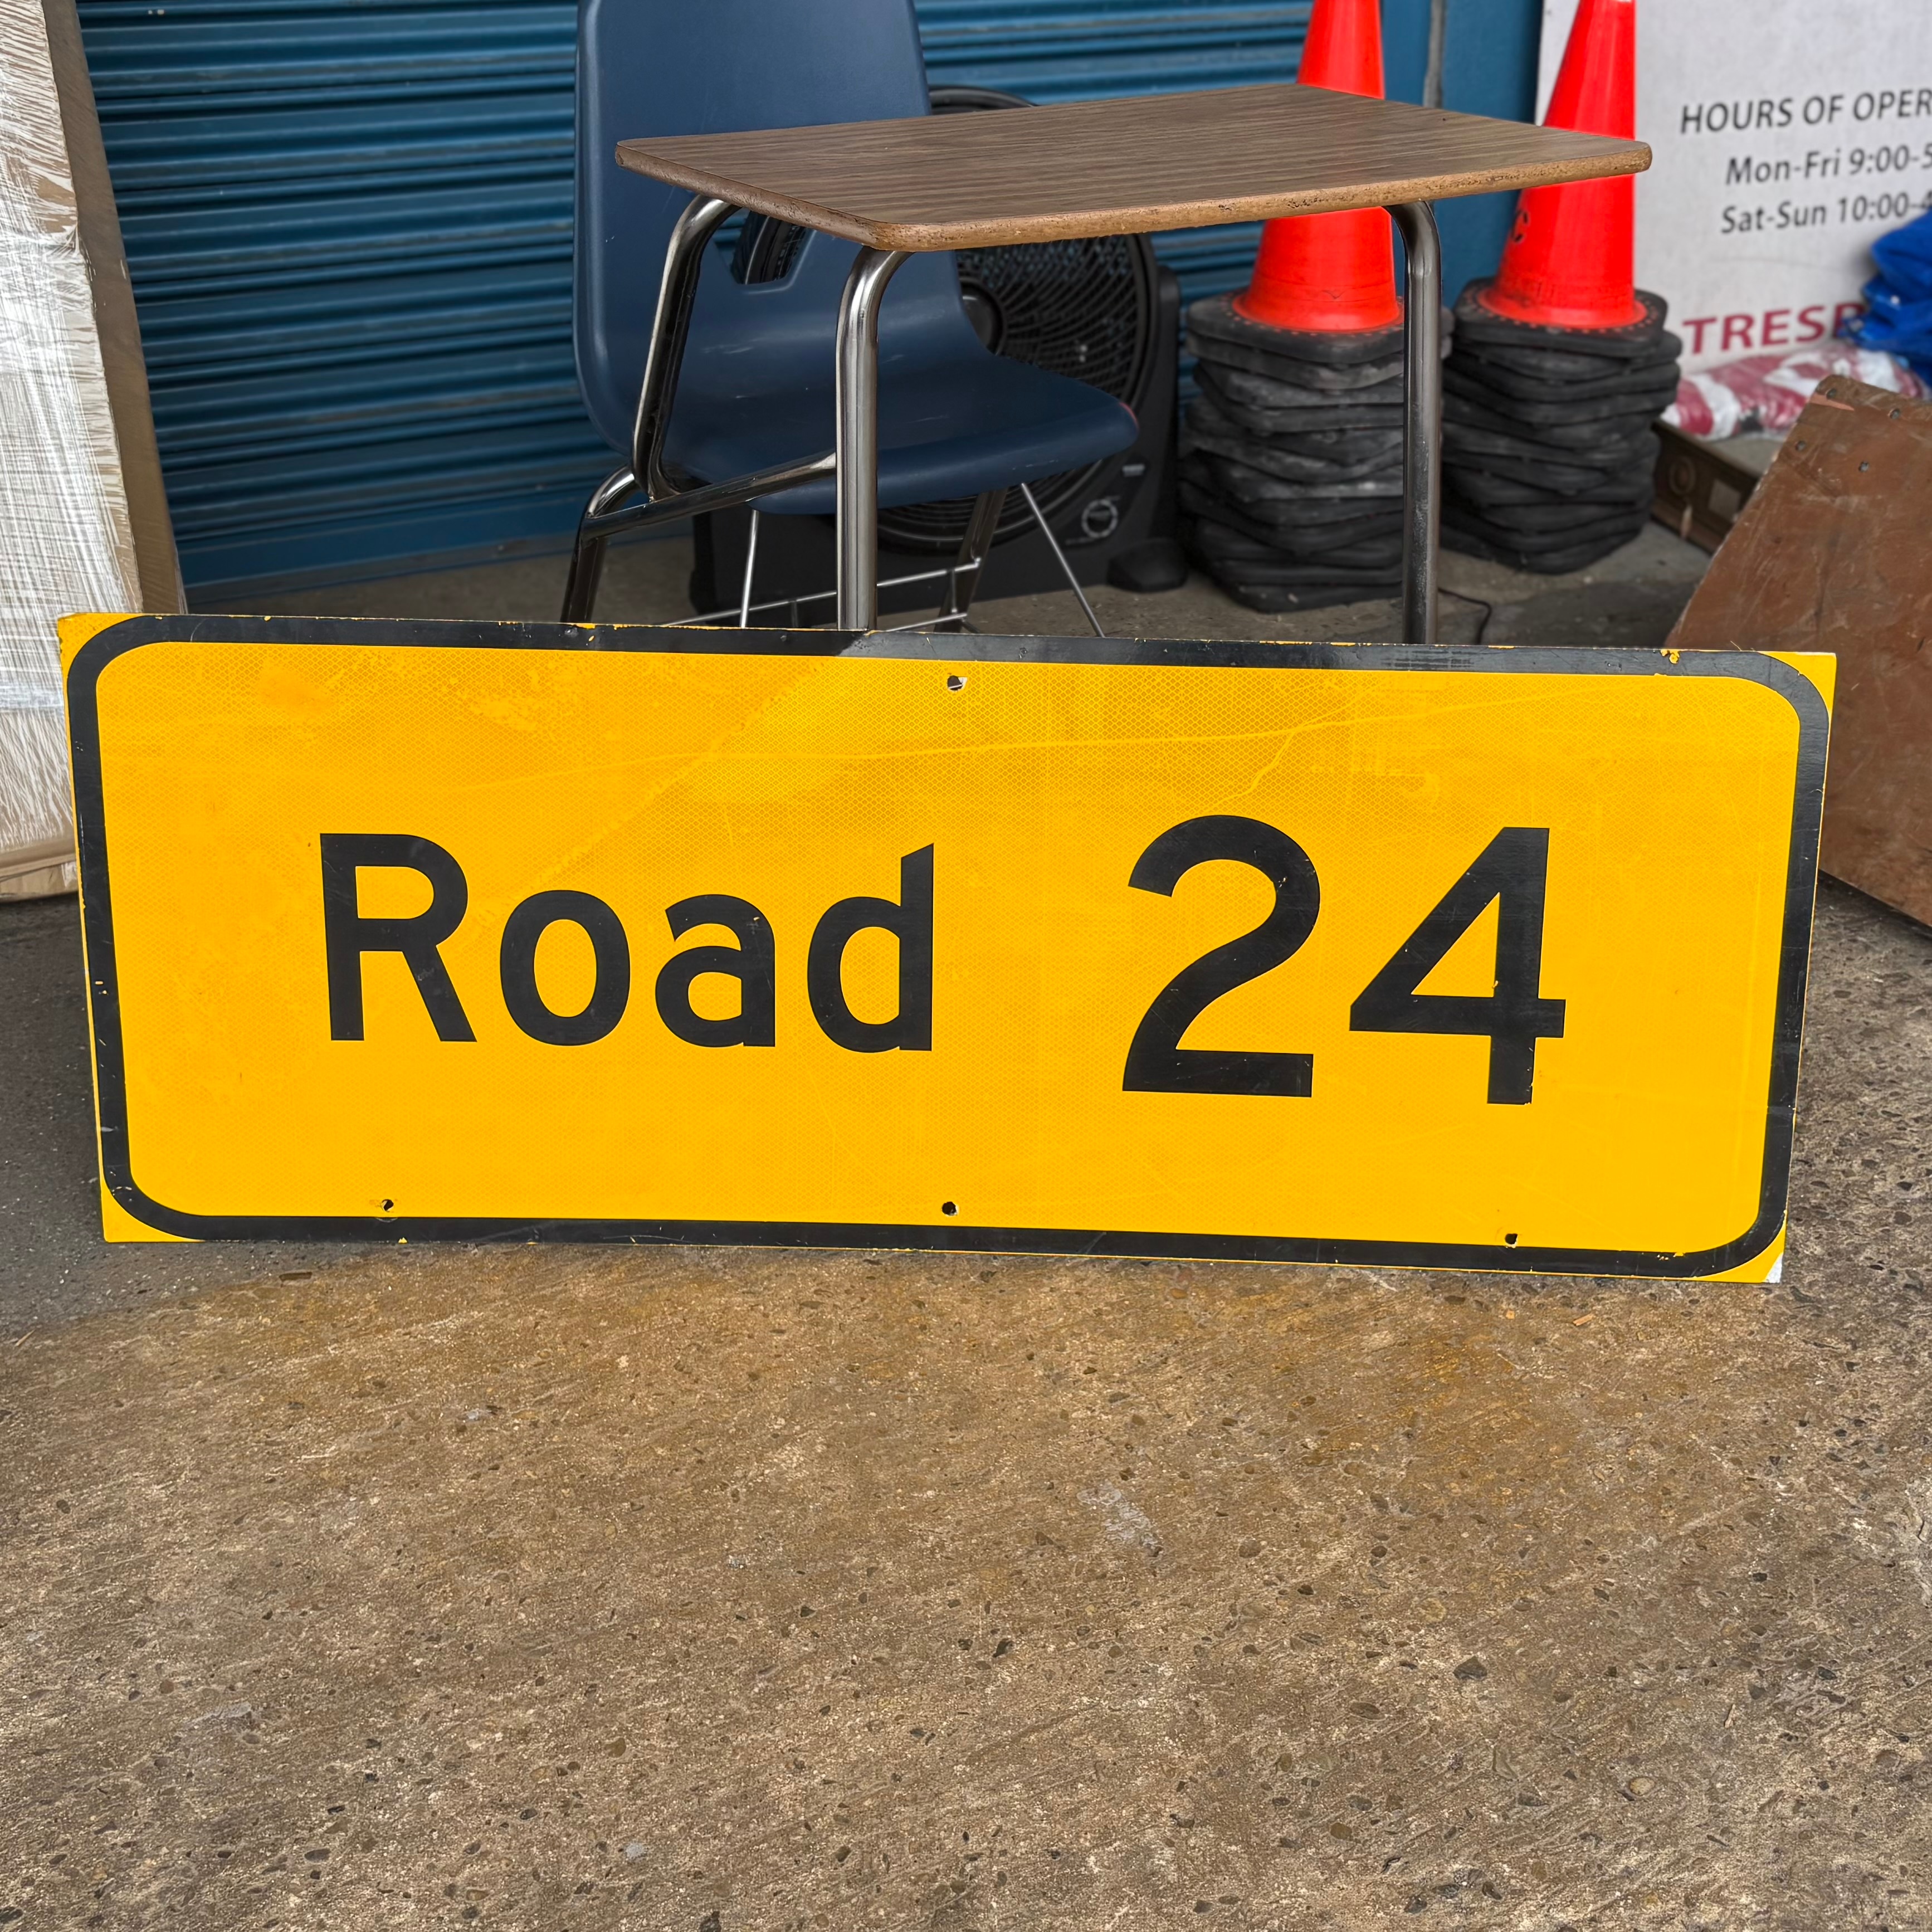 HOURS OF OPER
Mon-Fri 9:00-5
Sat-Sun 10:00-4
TRESP
Road 24